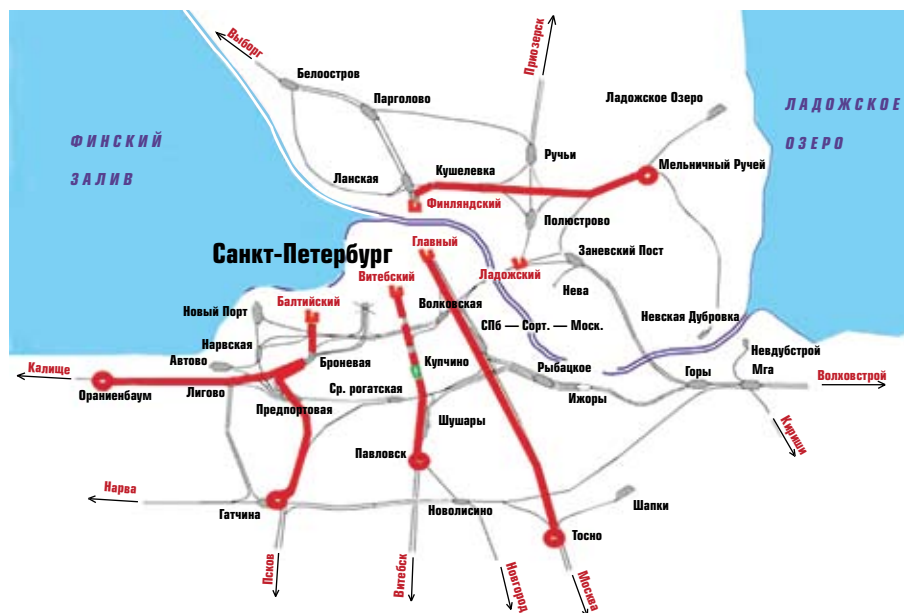 Выборг
Белоостров
Приозерск
Парголово
Ладожское Озеро
ЛАДОЖСКОЕ
ОЗЕРО
ФИНСКИЙ
ЗАЛИВ
Ручьи
Ланская
Кушелевка
Мельничный Ручей
Финляндский
Полюстрово
Санкт-Петербург
Главный
Заневский Пост
Витебский
Ладожский
Нева
Балтийский
Новый Порт
Волковская
Невская Дубровка
СПб — Сорт. — Моск.
Нарвская
Автово
Броневая
Купчино
Рыбацкое
Невдубстрой
Калище
Горы
Мга
Волховстрой
Ораниенбаум
Лигово
Ср. рогатская
Ижоры
Предпортовая
Шушары
Кириши
Павловск
Нарва
Гатчина
Новолисино
Шапки
Тосно
Псков
Витебск
Новгород
Москва